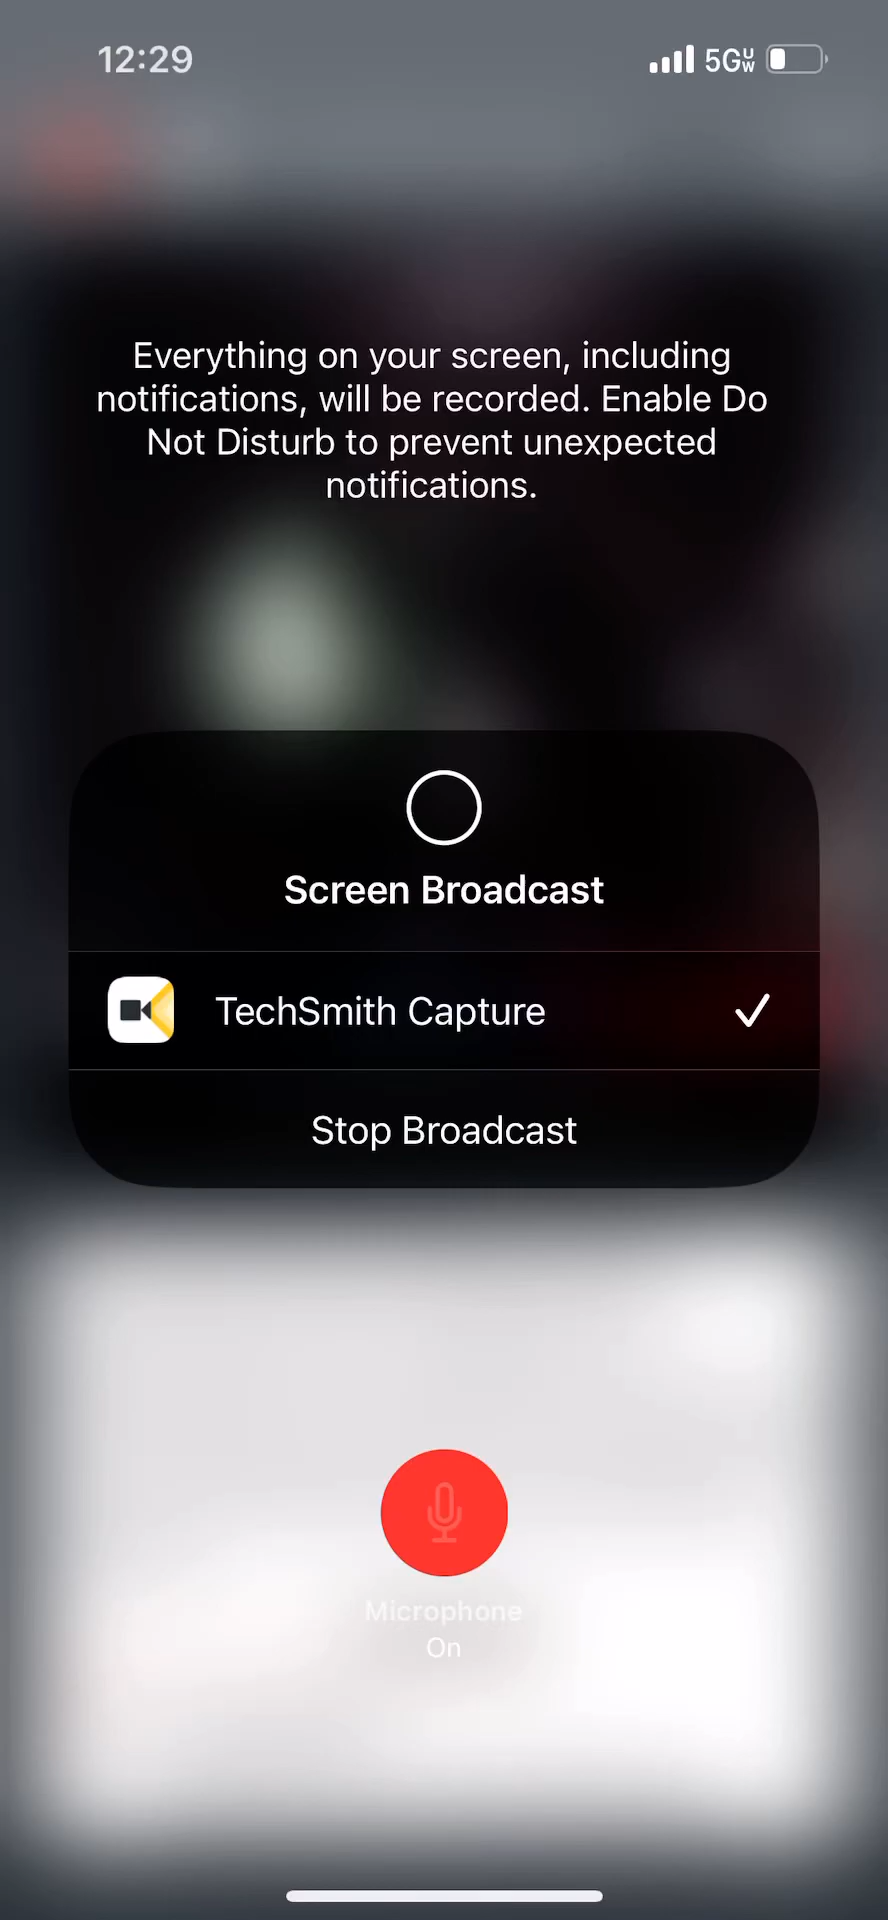 12:29
5G UW
Everything on your screen, including
notifications, will be recorded. Enable Do
Not Disturb to prevent unexpected
notifications.
Screen Broadcast
TechSmith Capture
Stop Broadcast
Microphone
On